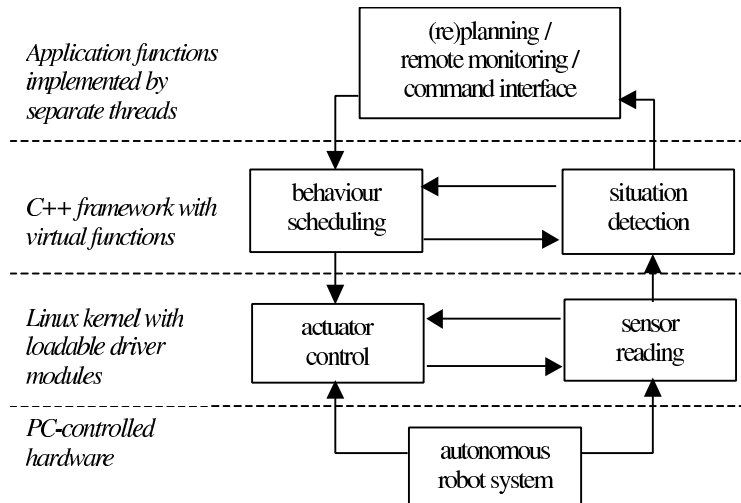 Application functions
implemented by
separate threads
(re)planning /
remote monitoring /
command interface
C++ framework with
virtual functions
behaviour
scheduling
situation
detection
Linux kernel with
loadable driver
modules
actuator
control
sensor
reading
PC-controlled
hardware
autonomous
robot system